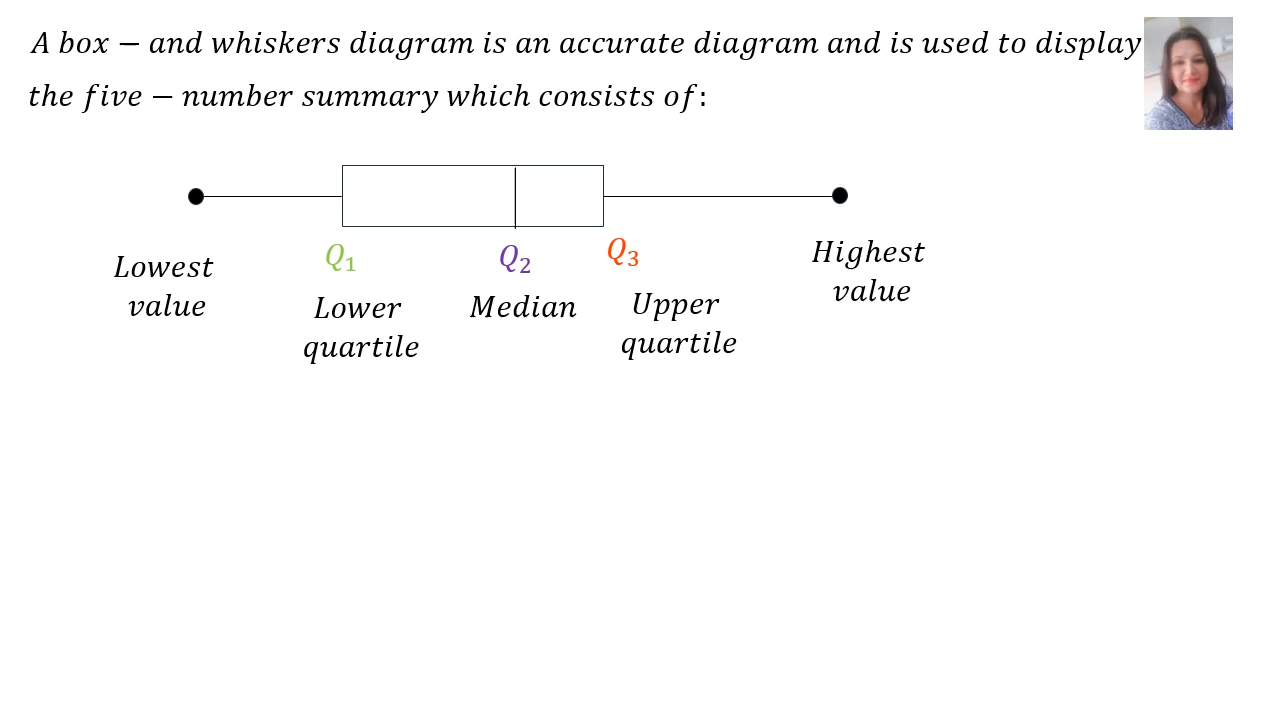 A box − and whiskers diagram is an accurate diagram and is used to display
the five − number summary which consists of:
Q1
Q2
Q3
Lowest
value
Lower
quartile
Median
Upper
quartile
Highest
value